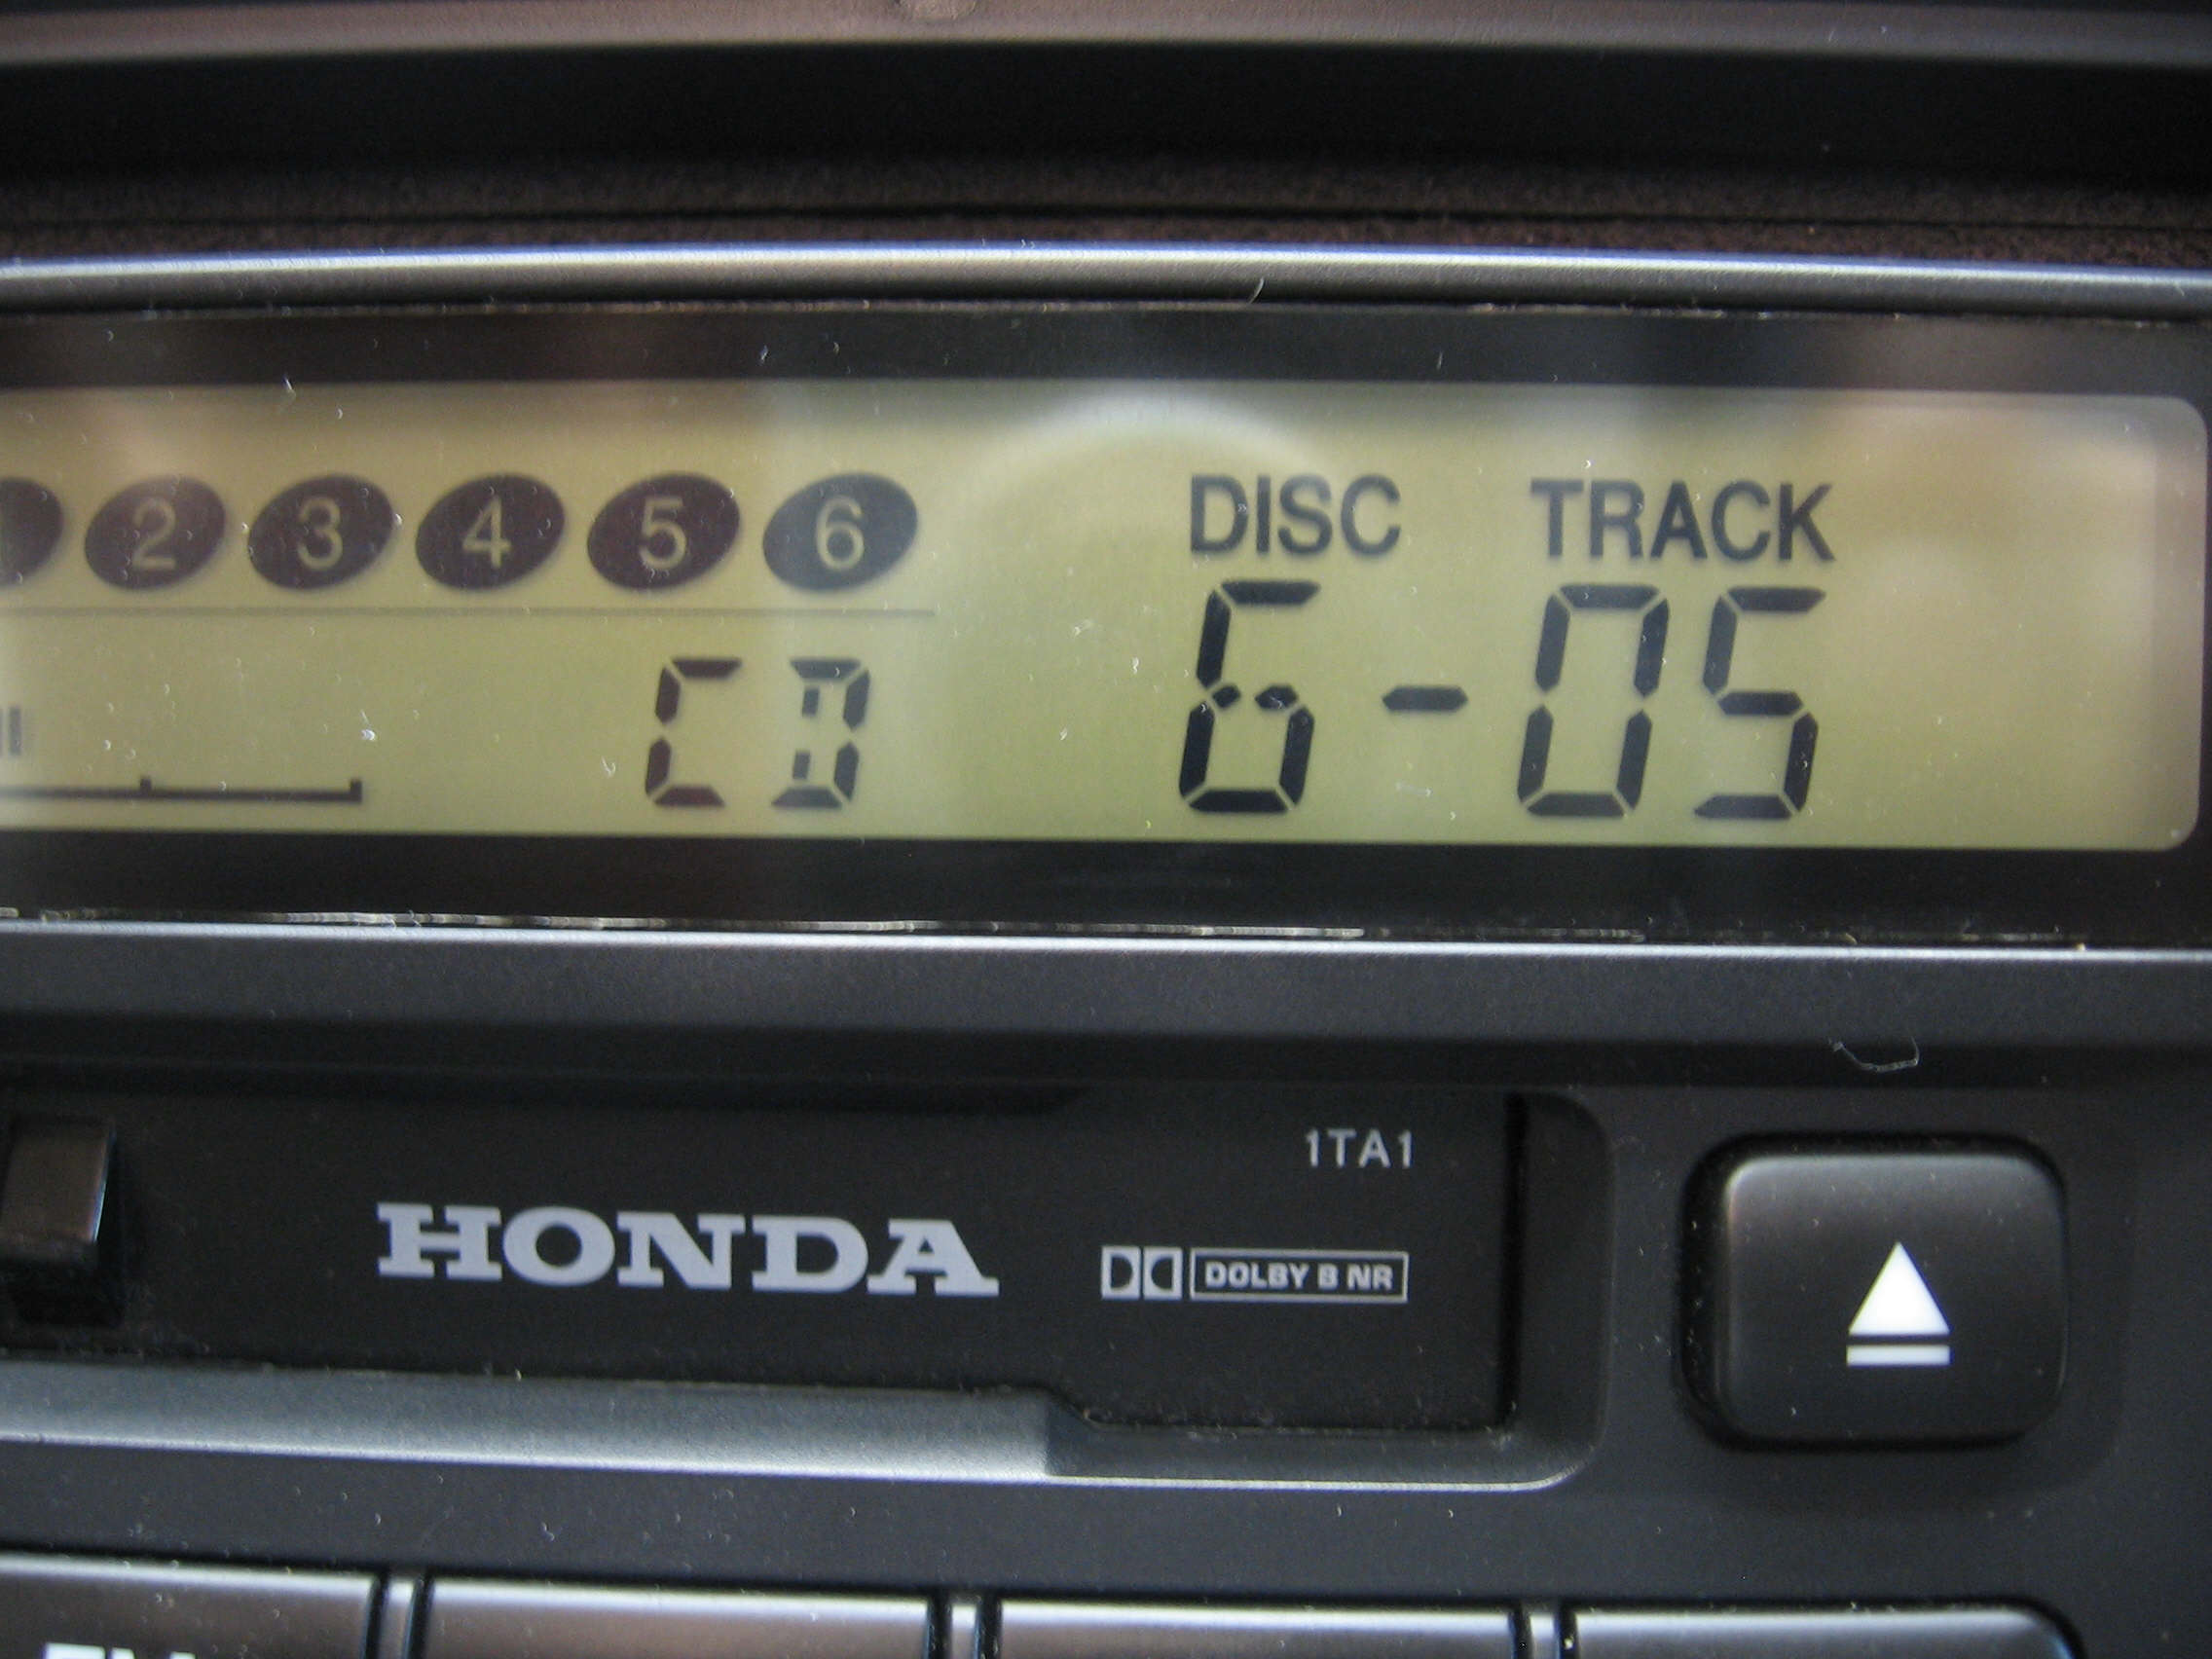 2 3 4 5 6
DISC TRACK
CD 6-05
1TA1
HONDA
DOLBY B NR